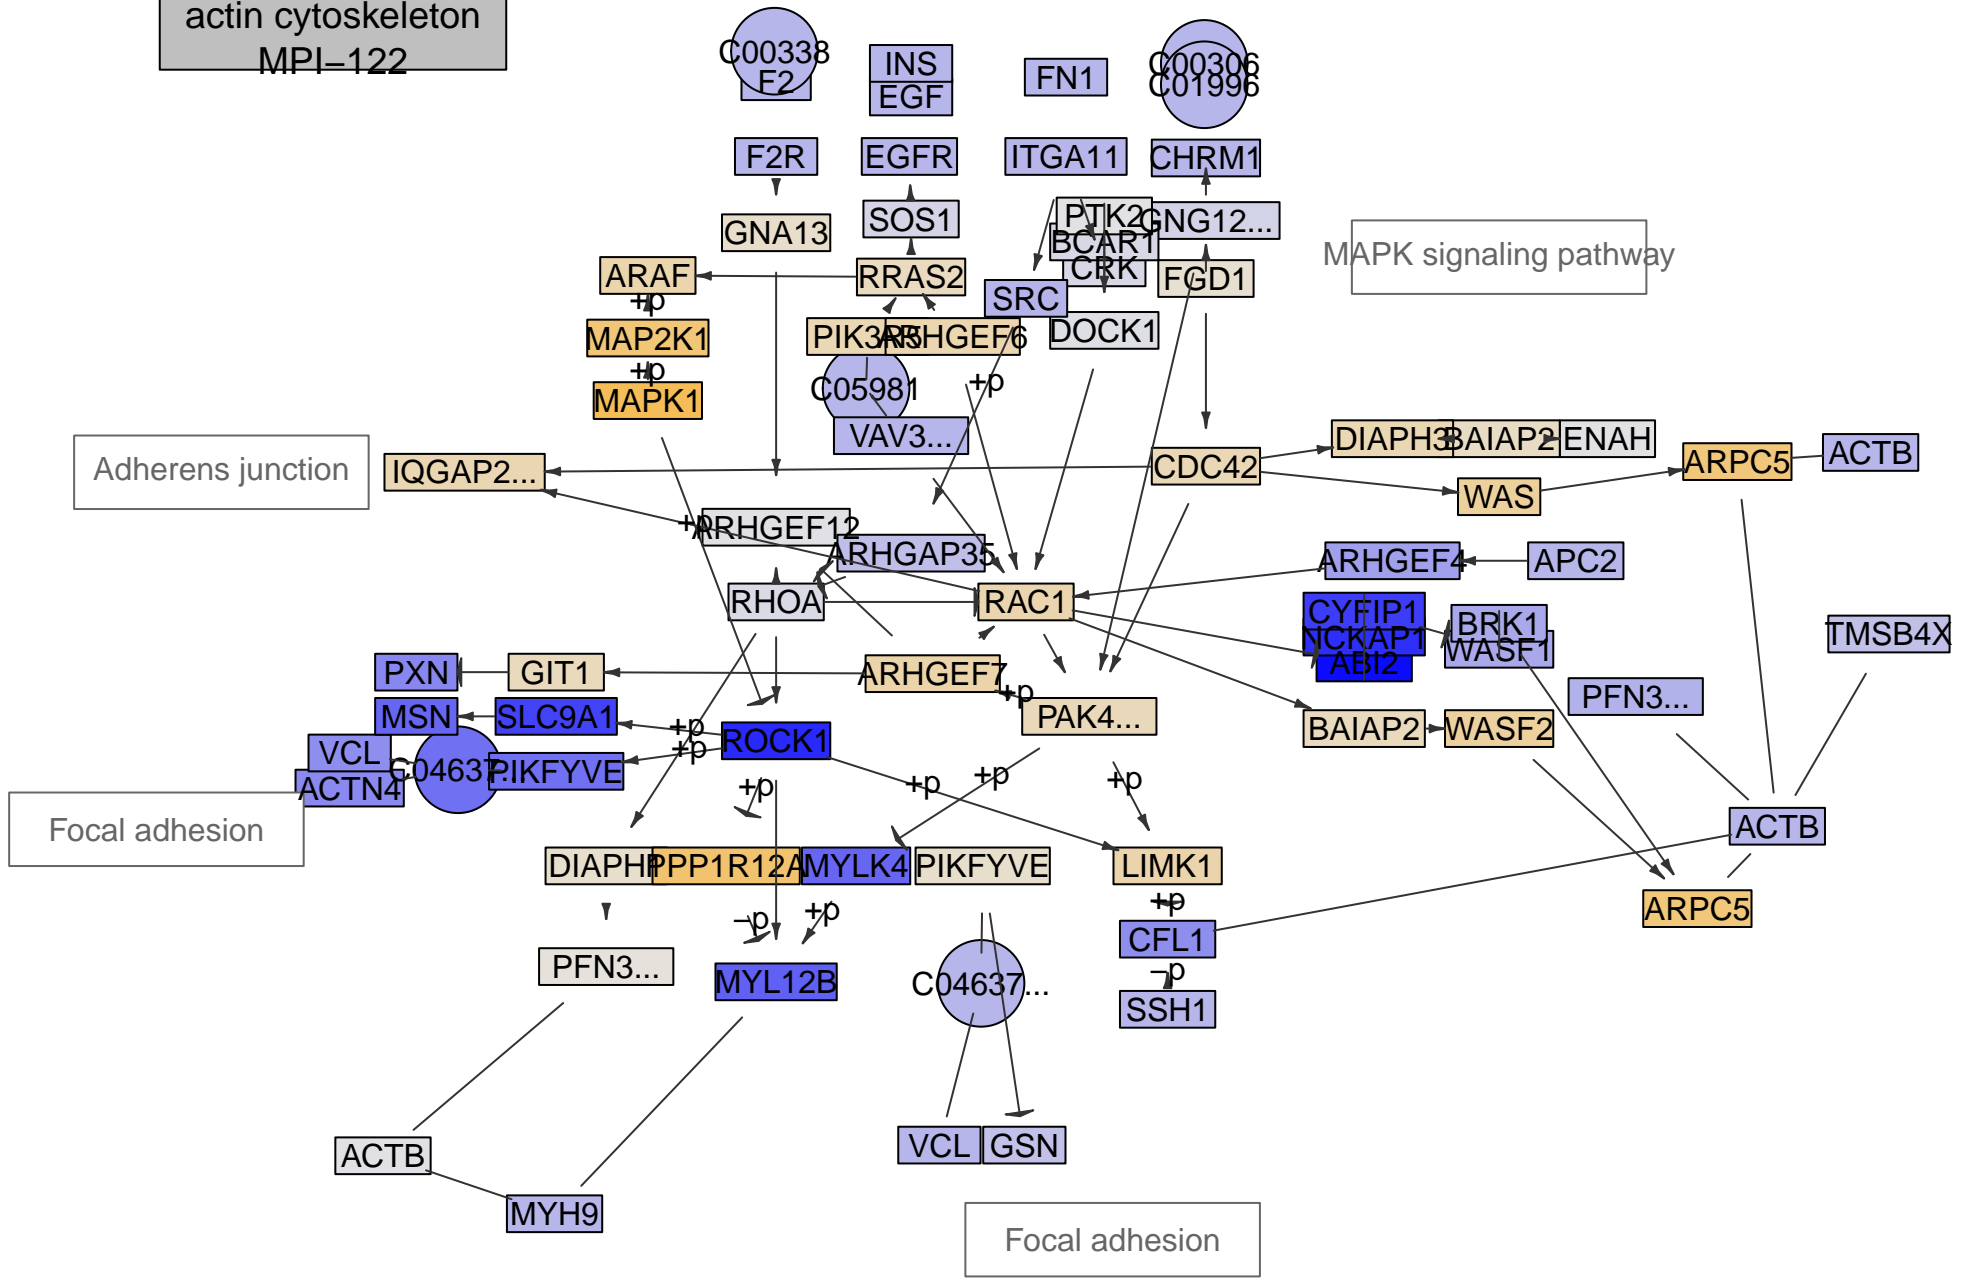 actin cytoskeleton
MPI–122
C00338
F2
INS
EGF
FN1
C00306
C01996
F2R
EGFR
ITGA11
CHRM1
GNA13
SOS1
PTK2
BCAR1
CRK
GNG12...
FGD1
MAPK signaling pathway
ARAF
RRAS2
SRC
+p
MAP2K1
ARHGEF6
DOCK1
+p
MAPK1
C05981
+p
VAV3...
Adherens junction
IQGAP2...
CDC42
DIAPH3
BAIAP2
ENAH
ARPC5
ACTB
WAS
+p
ARHGEF12
ARHGAP35
ARHGEF4
APC2
RHOA
RAC1
CYFIP1
NCKAP1
ABI2
BRK1
WASF1
TMSB4X
PXN
GIT1
ARHGEF7
+p
PAK4...
PFN3...
MSN
SLC9A1
+p
ROCK1
BAIAP2
WASF2
VCL
ACTN4
C04637...
PIKFYVE
+p
+p
+p
+p
+p
Focal adhesion
ACTB
PPP1R12A
MYLK4
PIKFYVE
LIMK1
ARPC5
–p
+p
+p
CFL1
PFN3...
MYL12B
C04637...
–p
SSH1
ACTB
VCL
GSN
MYH9
Focal adhesion